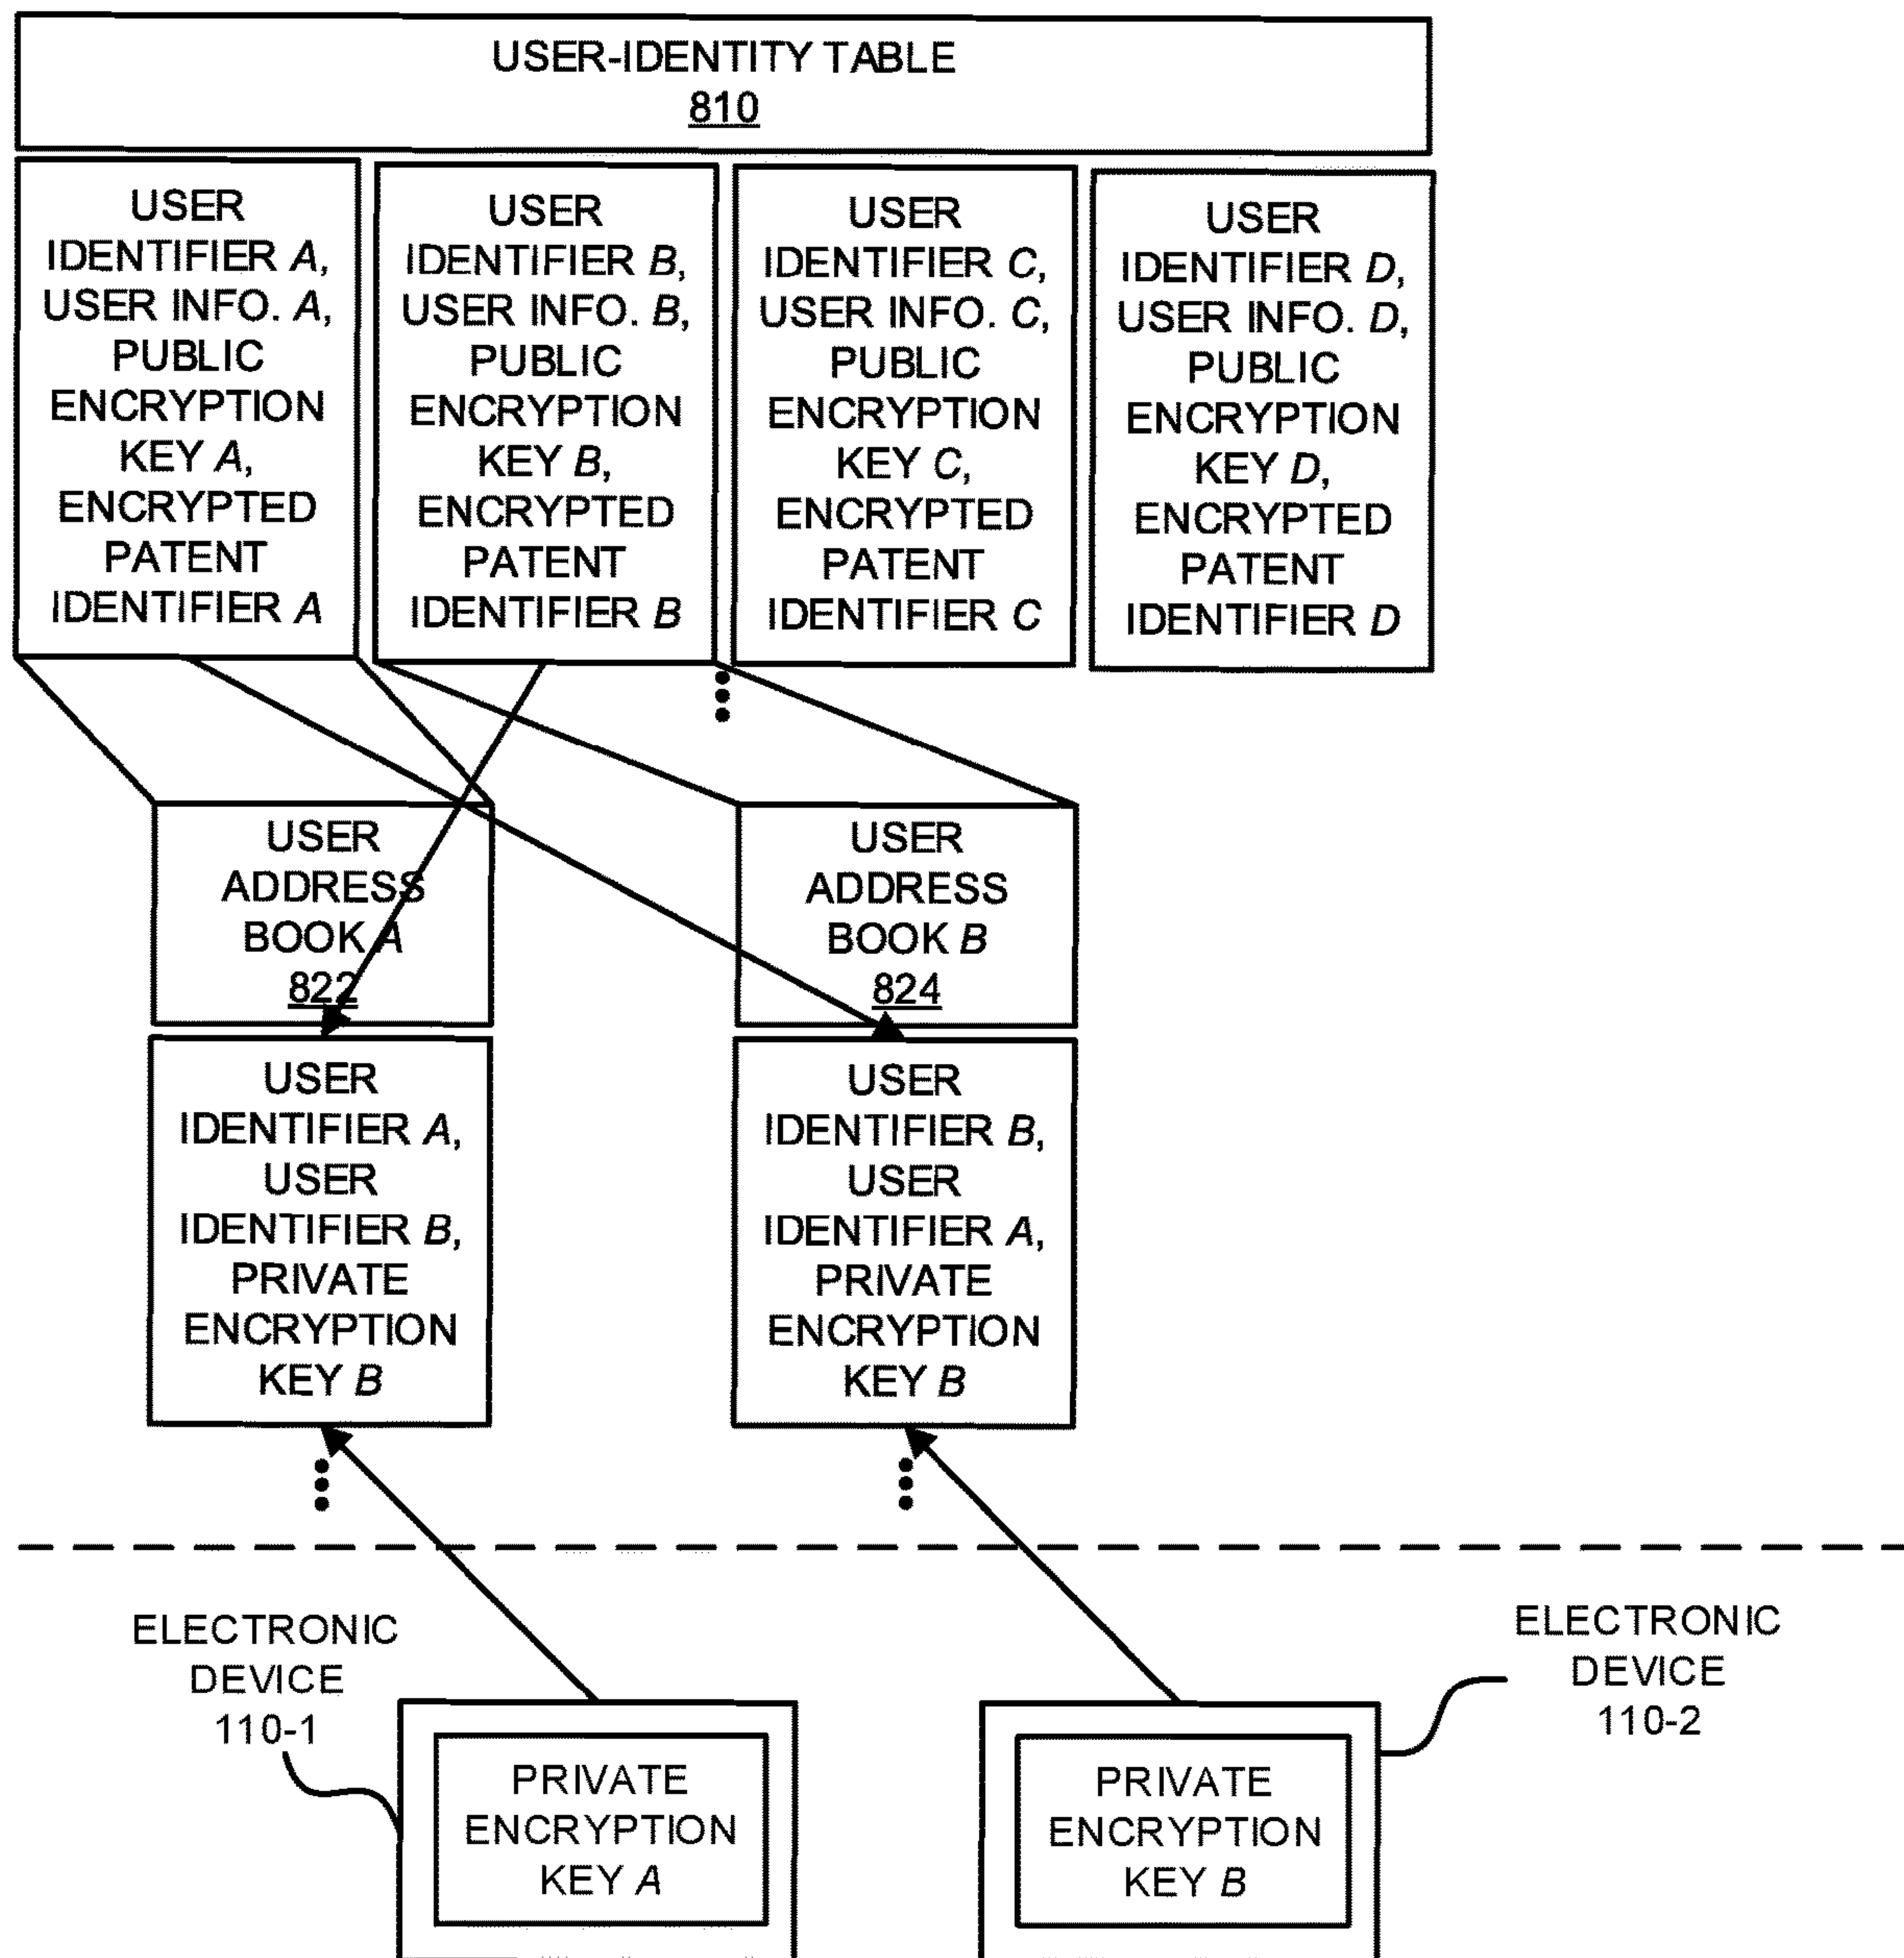 USER-IDENTITY TABLE
810
USER
IDENTIFIER A,
USER INFO. A,
PUBLIC
ENCRYPTION
KEY A,
ENCRYPTED
PATENT
IDENTIFIER A
USER
IDENTIFIER B,
USER INFO. B,
PUBLIC
ENCRYPTION
KEY B,
ENCRYPTED
PATENT
IDENTIFIER B
USER
IDENTIFIER C,
USER INFO. C,
PUBLIC
ENCRYPTION
KEY C,
ENCRYPTED
PATENT
IDENTIFIER C
USER
IDENTIFIER D,
USER INFO. D,
PUBLIC
ENCRYPTION
KEY D,
ENCRYPTED
PATENT
IDENTIFIER D
USER
ADDRESS
BOOK A
822
USER
ADDRESS
BOOK B
824
USER
IDENTIFIER A,
USER
IDENTIFIER B,
PRIVATE
ENCRYPTION
KEY B
USER
IDENTIFIER B,
USER
IDENTIFIER A,
PRIVATE
ENCRYPTION
KEY B
ELECTRONIC
DEVICE
110-1
PRIVATE
ENCRYPTION
KEY A
PRIVATE
ENCRYPTION
KEY B
ELECTRONIC
DEVICE
110-2